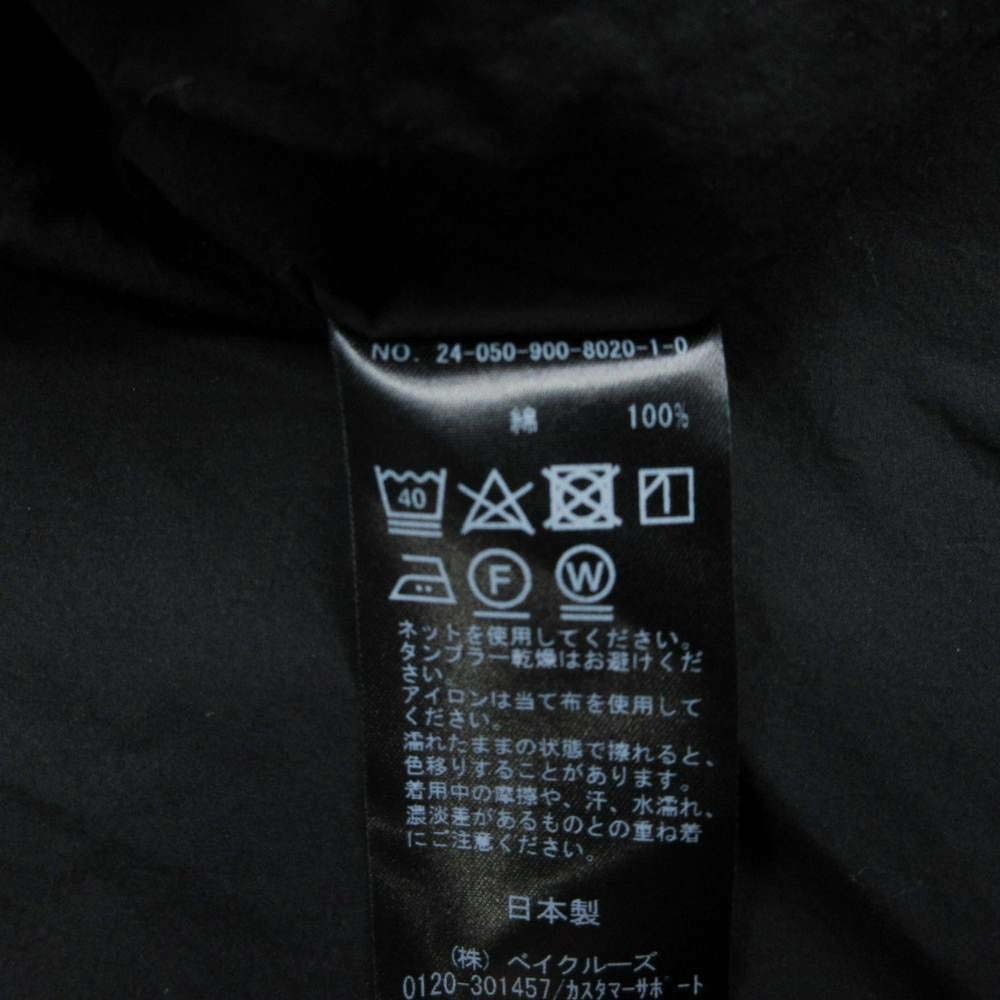 NO. 24-050-900-8020-1-0
綿 100%
40
F W
ネットを使用してください。
タンブラー乾燥はお避けくだ
さい。
アイロンは当て布を使用して
ください。
濡れたままの状態で擦れると、
色移りすることがあります。
着用中の摩擦や、汗、水濡れ、
濃淡差があるものとの重ね着
にご注意ください。
日本製
(株) ベイクルーズ
0120-301457/カスタマーサポート